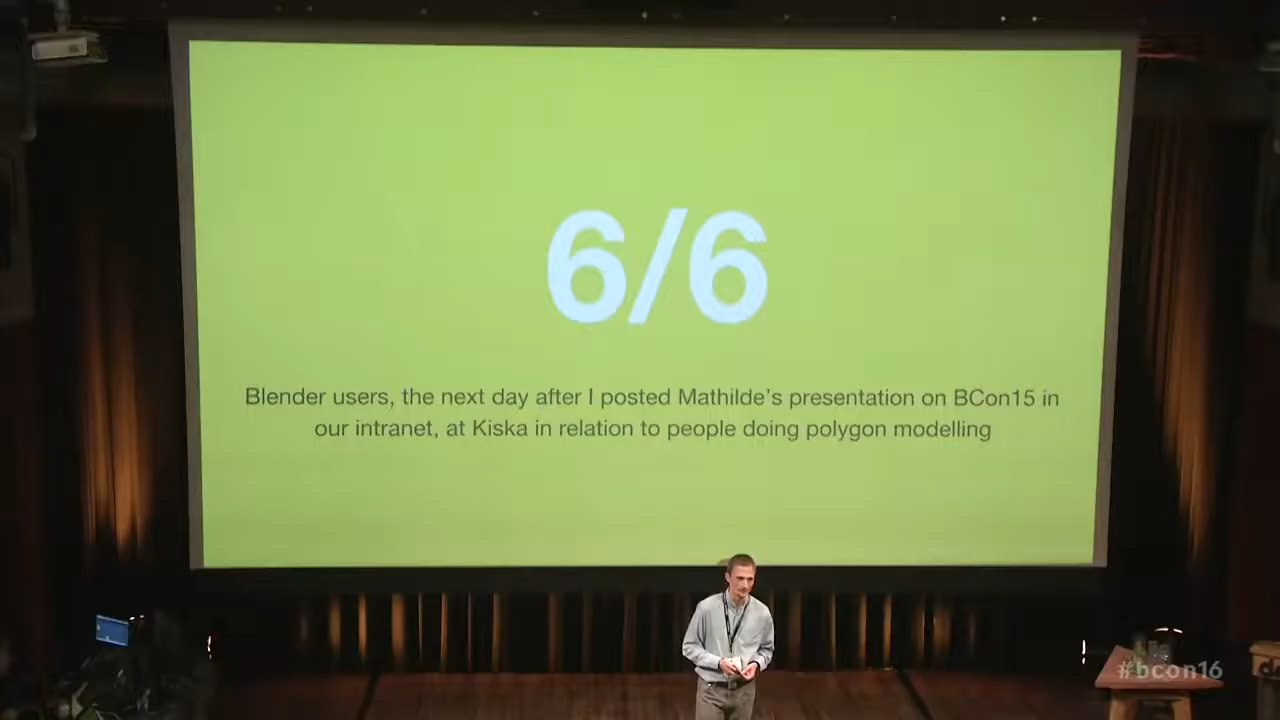 6/6
Blender users, the next day after I posted Mathilde's presentation on BCon15 in
our intranet, at Kiska in relation to people doing polygon modelling
#bcon16